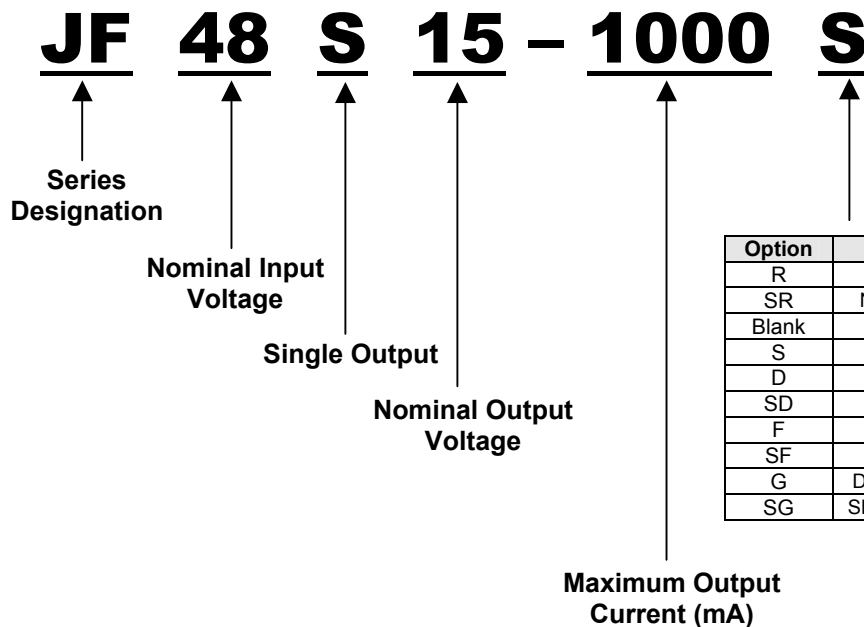 JF 48 S 15 – 1000 S
Series
Designation
Nominal Input
Voltage
Single Output
Nominal Output
Voltage
Maximum Output
Current (mA)
Option
R
SR
Blank
S
D
SD
F
SF
G
SG